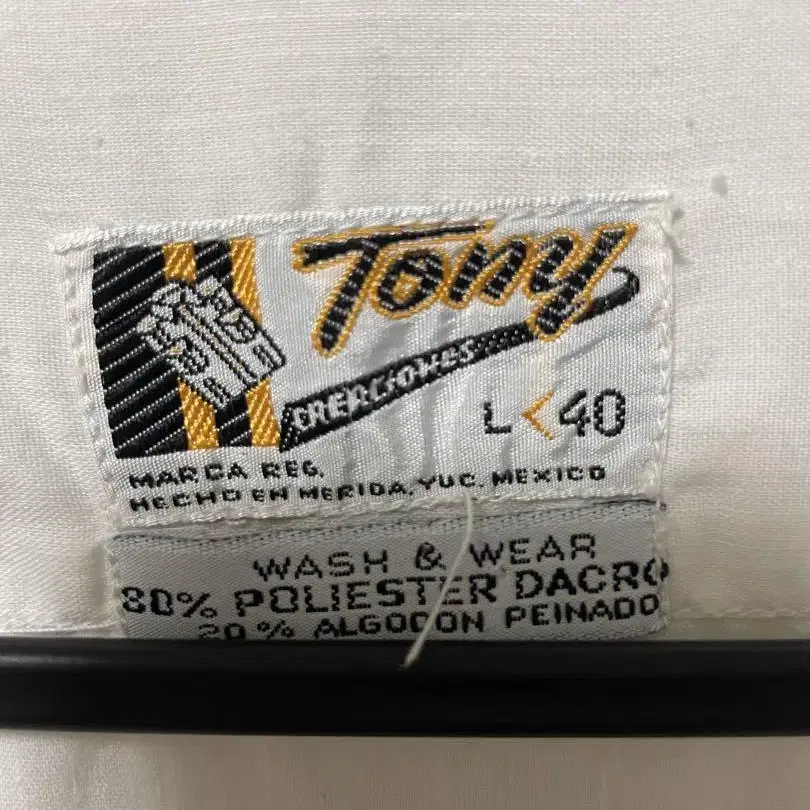 Tony
CREACIONES
L < 40
MARCA REG.
HECHO EN MERIDA, YUC. MEXICO
WASH & WEAR
80% POLIESTER DACRO
20% ALGODON PEINADO